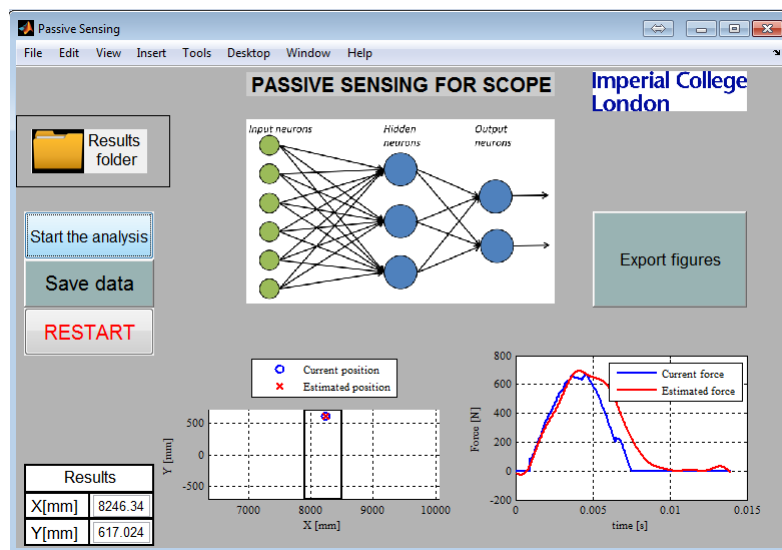 Passive Sensing
File Edit View Insert Tools Desktop Window Help
PASSIVE SENSING FOR SCOPE
Imperial College
London
Results
folder
Input neurons
Hidden
neurons
Output
neurons
Start the analysis
Save data
RESTART
Export figures
Current position
Estimated position
500
0
-500
Y [mm]
7000 8000 9000 10000
X [mm]
Current force
Estimated force
800
600
400
200
0
-200
Force [N]
0 0.005 0.01 0.015
time [s]
Results
X[mm] 8246.34
Y[mm] 617.024